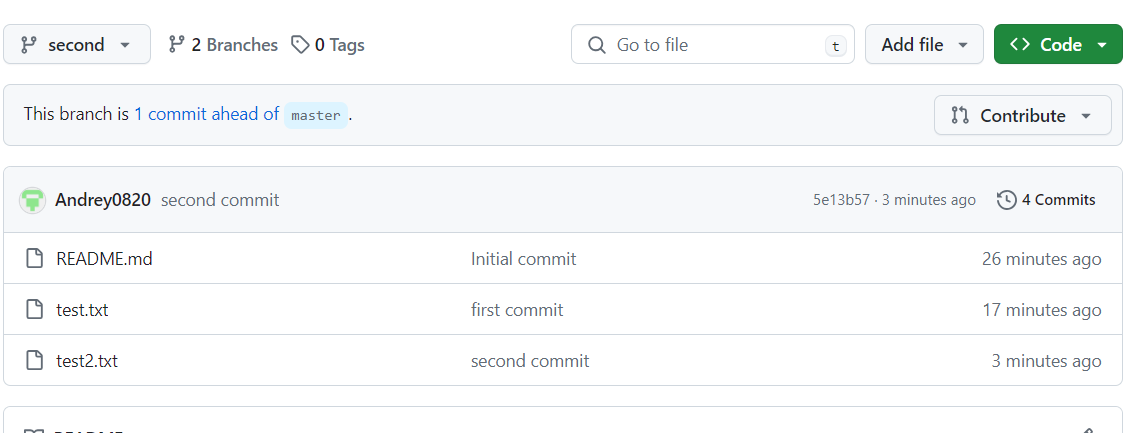 second 2 Branches 0 Tags Go to file t Add file Code
This branch is 1 commit ahead of master.
Contribute
Andrey0820 second commit 5e13b57 · 3 minutes ago 4 Commits
README.md Initial commit 26 minutes ago
test.txt first commit 17 minutes ago
test2.txt second commit 3 minutes ago